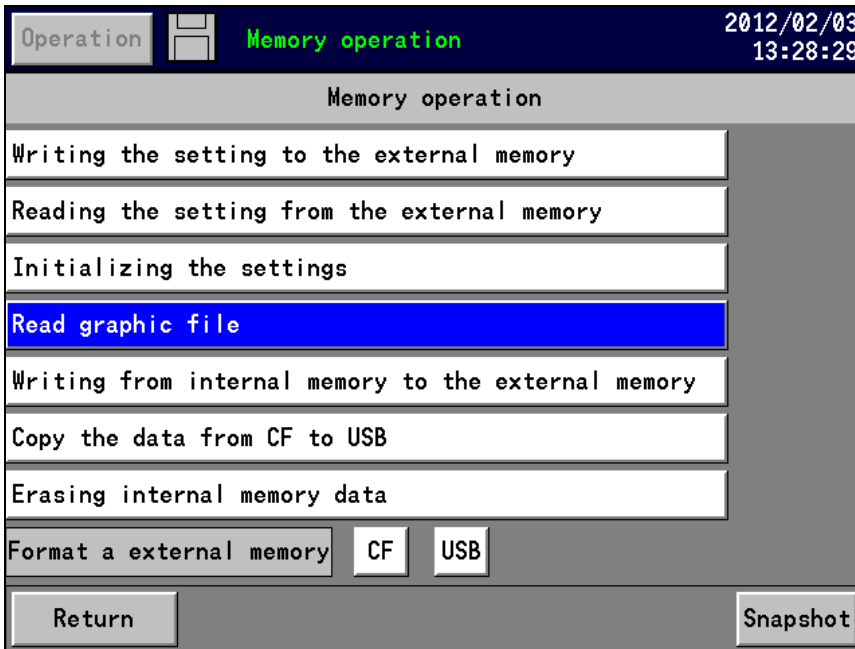 Operation
Memory operation
2012/02/03
13:28:29
Memory operation
Writing the setting to the external memory
Reading the setting from the external memory
Initializing the settings
Read graphic file
Writing from internal memory to the external memory
Copy the data from CF to USB
Erasing internal memory data
Format a external memory
CF
USB
Return
Snapshot